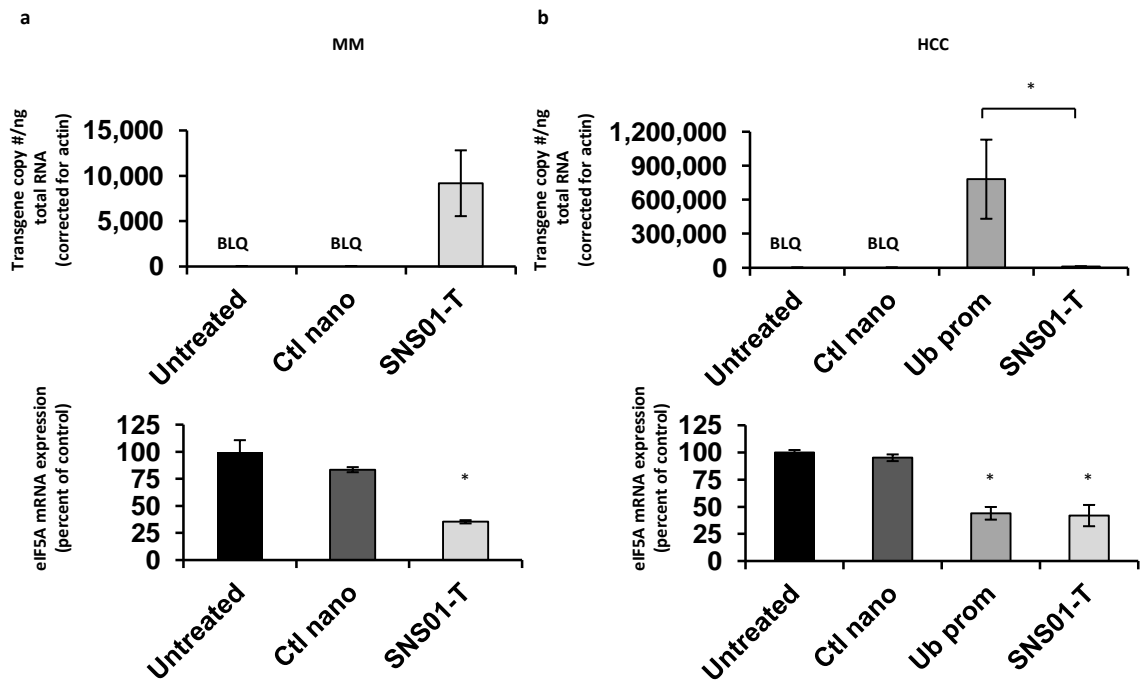 a
MM
Transgene copy #/ng
total RNA
(corrected for actin)
15,000
10,000
5,000
0
BLQ
BLQ
Untreated
Ctl nano
SNS01-T
eIF5A mRNA expression
(percent of control)
125
100
75
50
25
0
*
Untreated
Ctl nano
SNS01-T
b
HCC
Transgene copy #/ng
total RNA
(corrected for actin)
1,200,000
900,000
600,000
300,000
0
BLQ
BLQ
*
Untreated
Ctl nano
Ub prom
SNS01-T
eIF5A mRNA expression
(percent of control)
125
100
75
50
25
0
*
*
Untreated
Ctl nano
Ub prom
SNS01-T